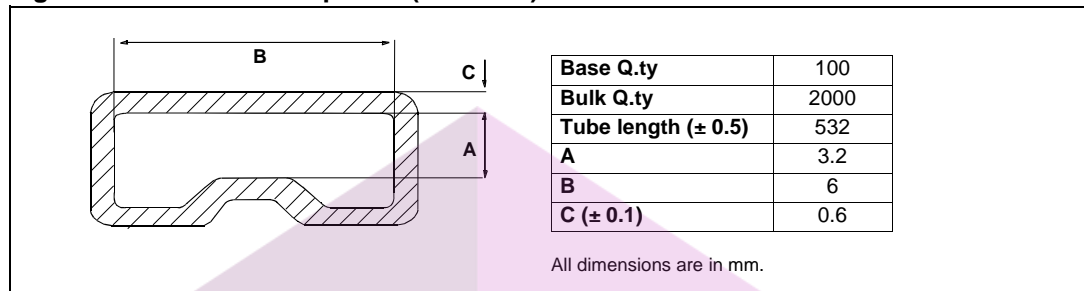 B
C
A
Base Q.ty 100
Bulk Q.ty 2000
Tube length (± 0.5) 532
A 3.2
B 6
C (± 0.1) 0.6
All dimensions are in mm.